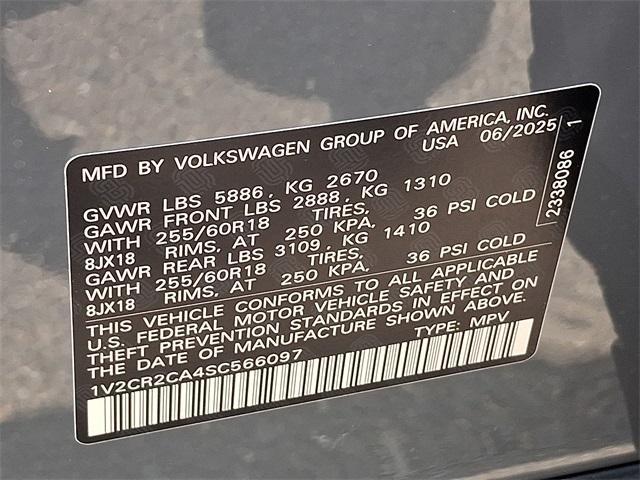 MFD BY VOLKSWAGEN GROUP OF AMERICA, INC.
USA 06/2025
GVWR LBS 5886, KG 2670
GAWR FRONT LBS 2888, KG 1310
WITH 255/60R18 TIRES,
8JX18 RIMS, AT 250 KPA, 36 PSI COLD
GAWR REAR LBS 3109, KG 1410
WITH 255/60R18 TIRES,
8JX18 RIMS, AT 250 KPA, 36 PSI COLD
THIS VEHICLE CONFORMS TO ALL APPLICABLE
U.S. FEDERAL MOTOR VEHICLE SAFETY AND
THEFT PREVENTION STANDARDS IN EFFECT ON
THE DATE OF MANUFACTURE SHOWN ABOVE.
1V2CR2CA4SC566097 TYPE: MPV
2338086 1